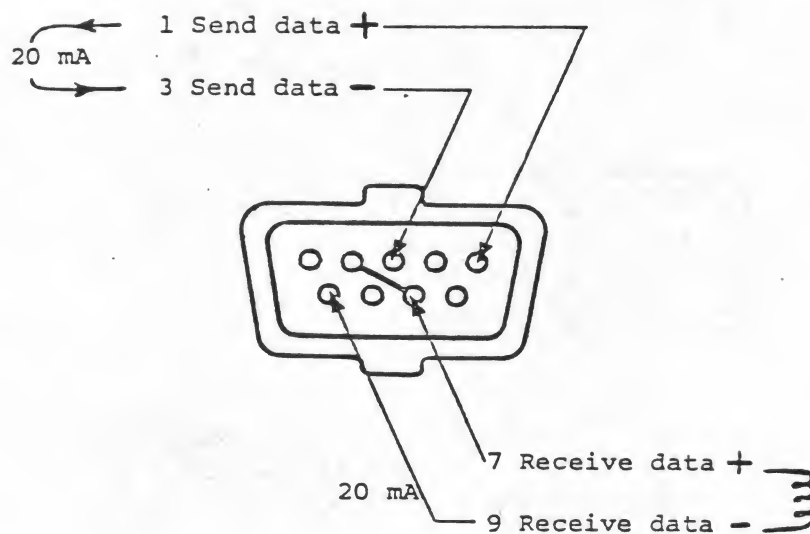 1 Send data +
20 mA
3 Send data -
7 Receive data +
20 mA
9 Receive data -